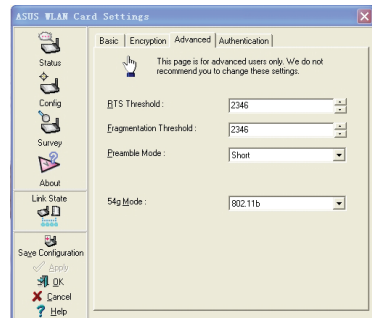 ASUS WLAN Card Settings
Status
Config
Survey
About
Link State
Save Configuration
Apply
OK
Cancel
Help
Basic
Encryption
Advanced
Authentication
This page is for advanced users only. We do not
recommend you to change these settings.
RTS Threshold :
2346
Fragmentation Threshold :
2346
Preamble Mode :
Short
54g Mode :
802.11b